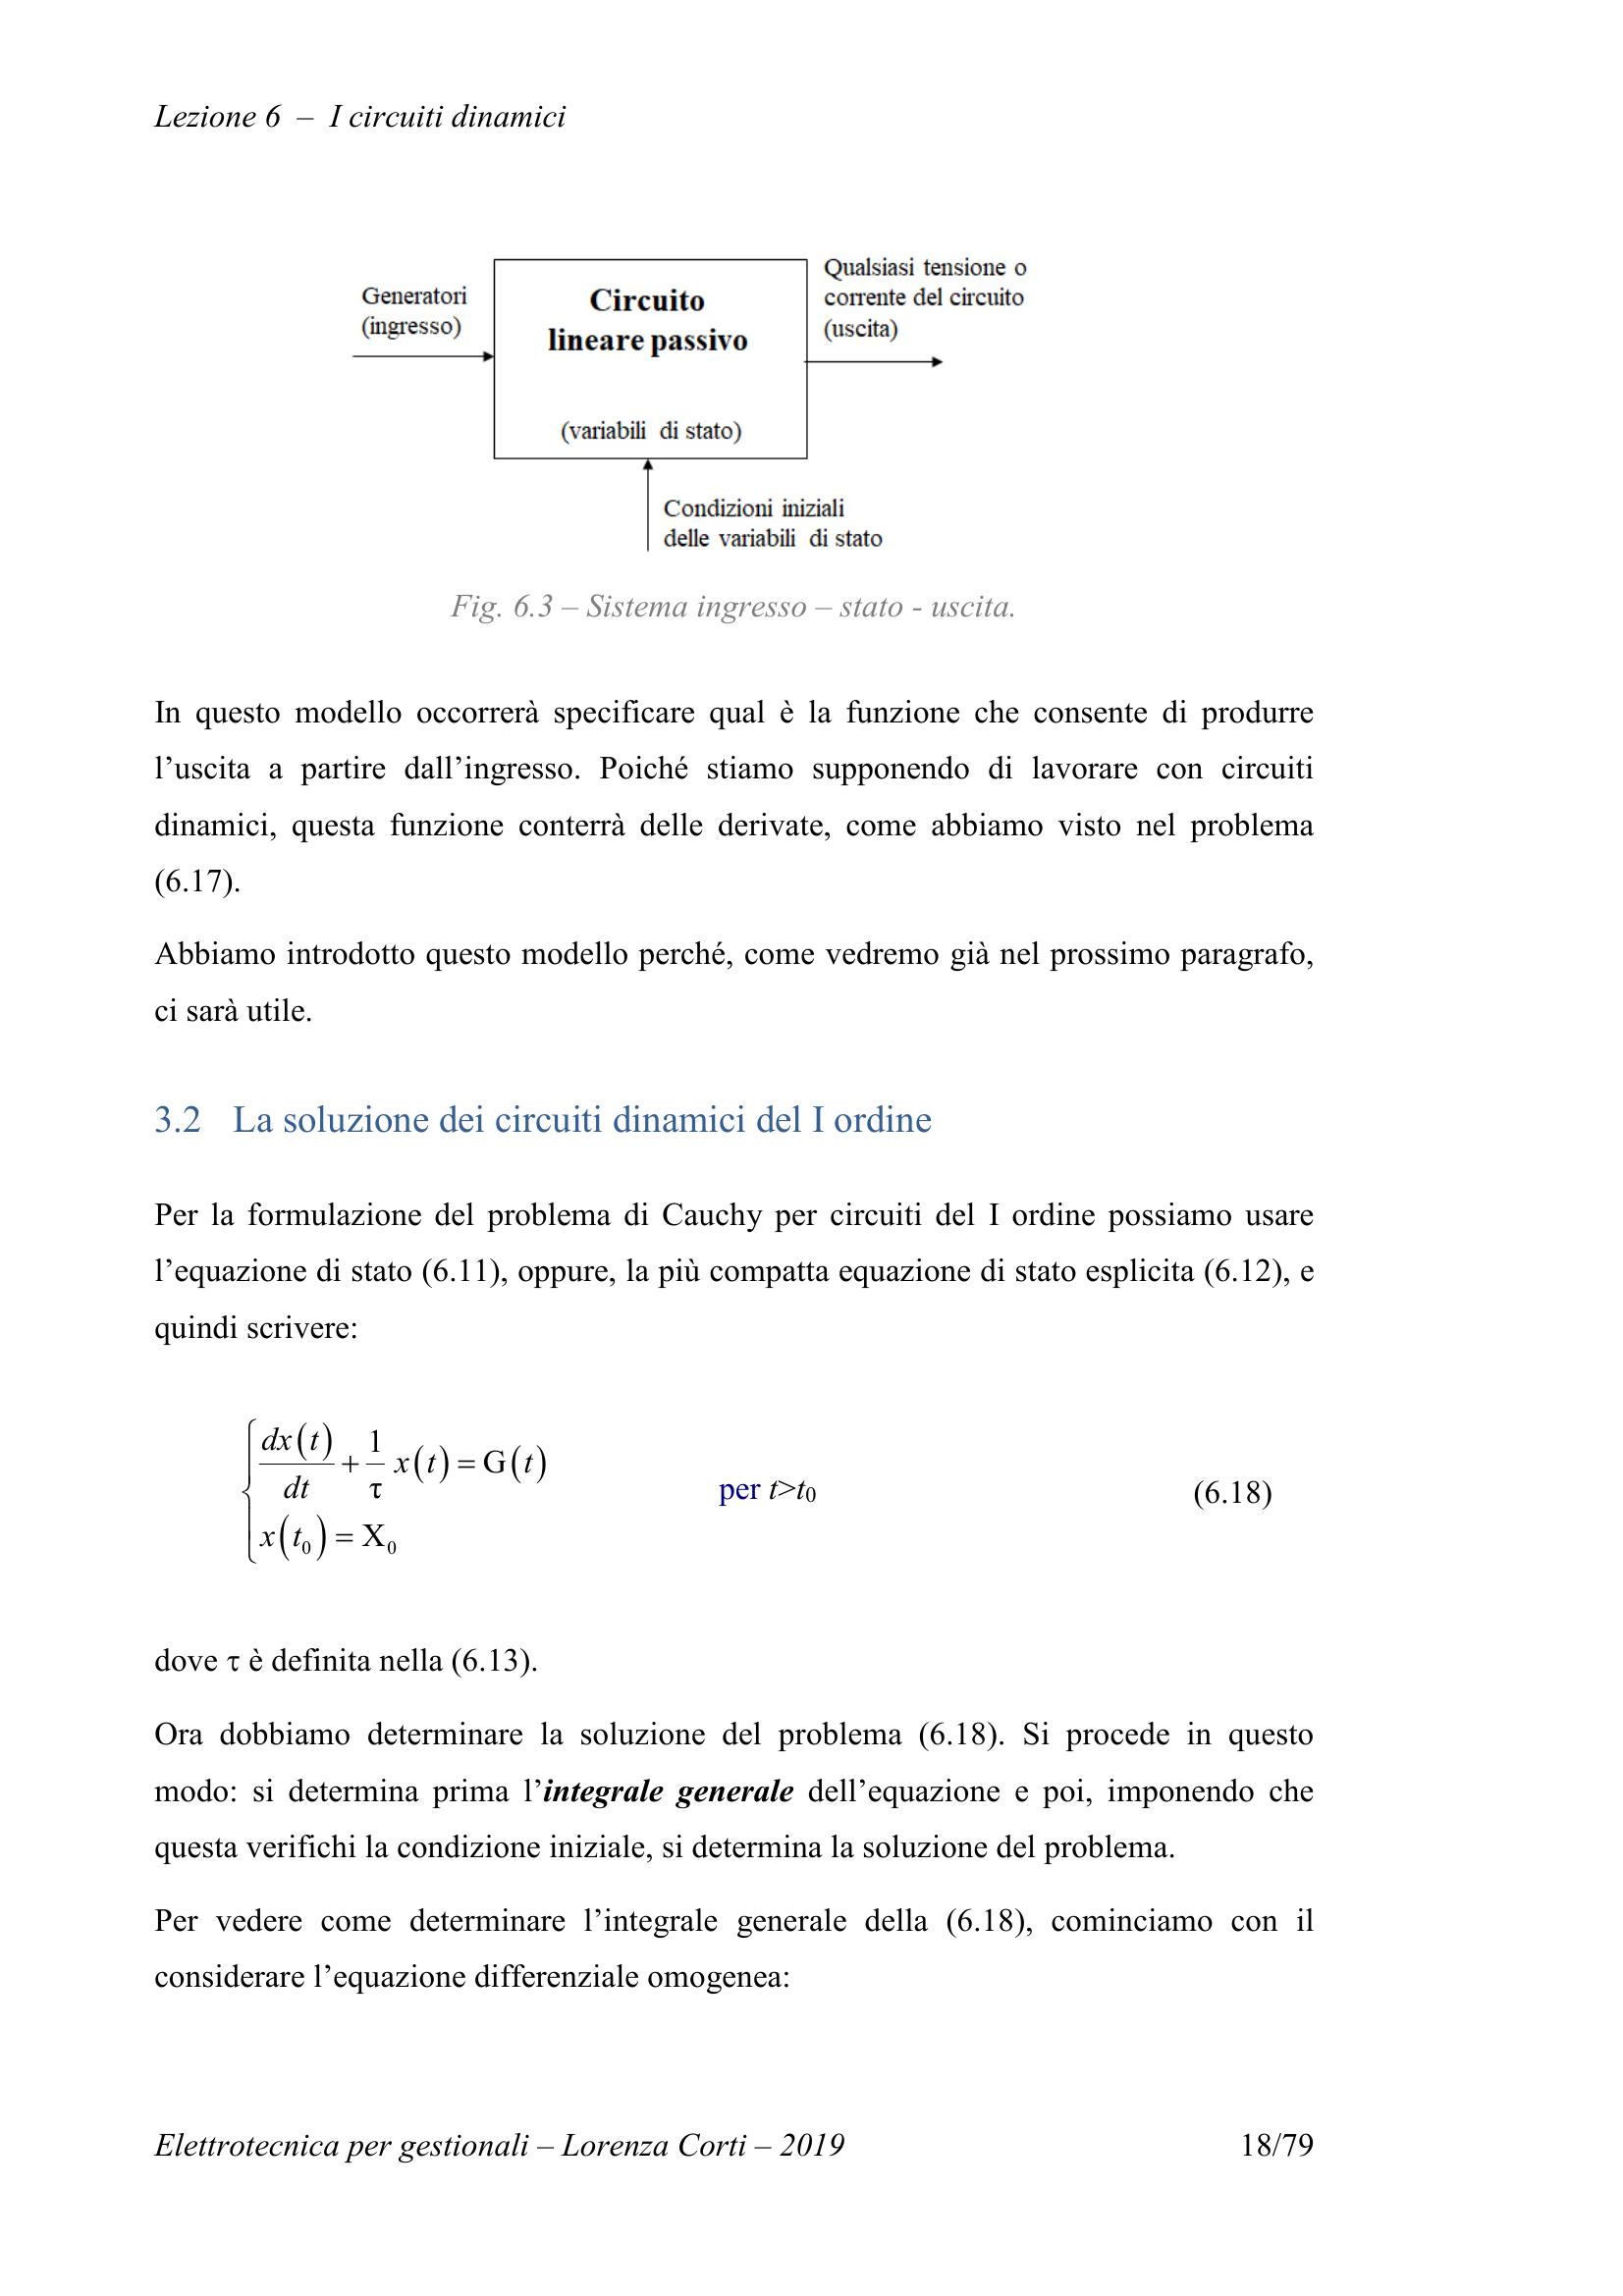 Lezione 6 – I circuiti dinamici
Generatori
(ingresso)
Circuito
lineare passivo
(variabili di stato)
Qualsiasi tensione o
corrente del circuito
(uscita)
Condizioni iniziali
delle variabili di stato
Fig. 6.3 – Sistema ingresso – stato - uscita.
In questo modello occorrerà specificare qual è la funzione che consente di produrre
l’uscita a partire dall’ingresso. Poiché stiamo supponendo di lavorare con circuiti
dinamici, questa funzione conterrà delle derivate, come abbiamo visto nel problema
(6.17).
Abbiamo introdotto questo modello perché, come vedremo già nel prossimo paragrafo,
ci sarà utile.
3.2 La soluzione dei circuiti dinamici del I ordine
Per la formulazione del problema di Cauchy per circuiti del I ordine possiamo usare
l’equazione di stato (6.11), oppure, la più compatta equazione di stato esplicita (6.12), e
quindi scrivere:
dx(t)/dt + 1/τ x(t) = G(t)
x(t₀) = X₀
per t>t₀ (6.18)
dove τ è definita nella (6.13).
Ora dobbiamo determinare la soluzione del problema (6.18). Si procede in questo
modo: si determina prima l’integrale generale dell’equazione e poi, imponendo che
questa verifichi la condizione iniziale, si determina la soluzione del problema.
Per vedere come determinare l’integrale generale della (6.18), cominciamo con il
considerare l’equazione differenziale omogenea:
Elettrotecnica per gestionali – Lorenza Corti – 2019 18/79